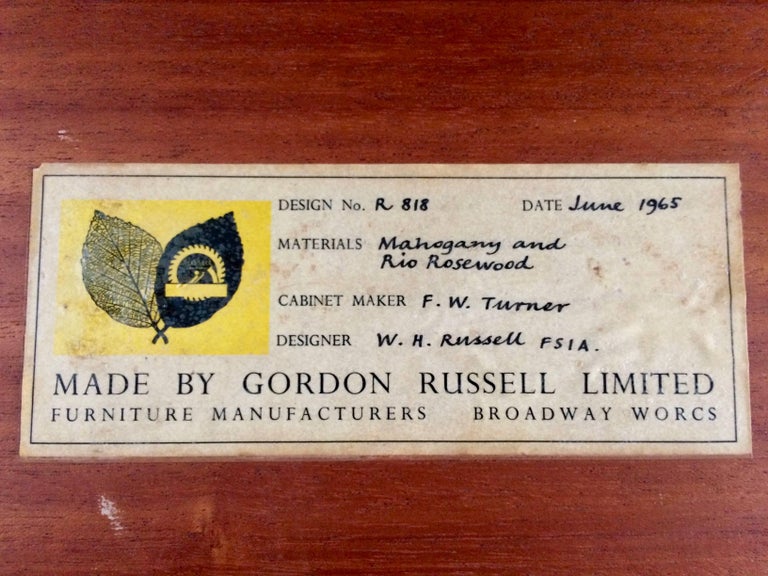 DESIGN No. R 818 DATE June 1965
MATERIALS Mahogany and
Rio Rosewood
CABINET MAKER F. W. Turner
DESIGNER W. H. Russell FSIA.
MADE BY GORDON RUSSELL LIMITED
FURNITURE MANUFACTURERS BROADWAY WORCS